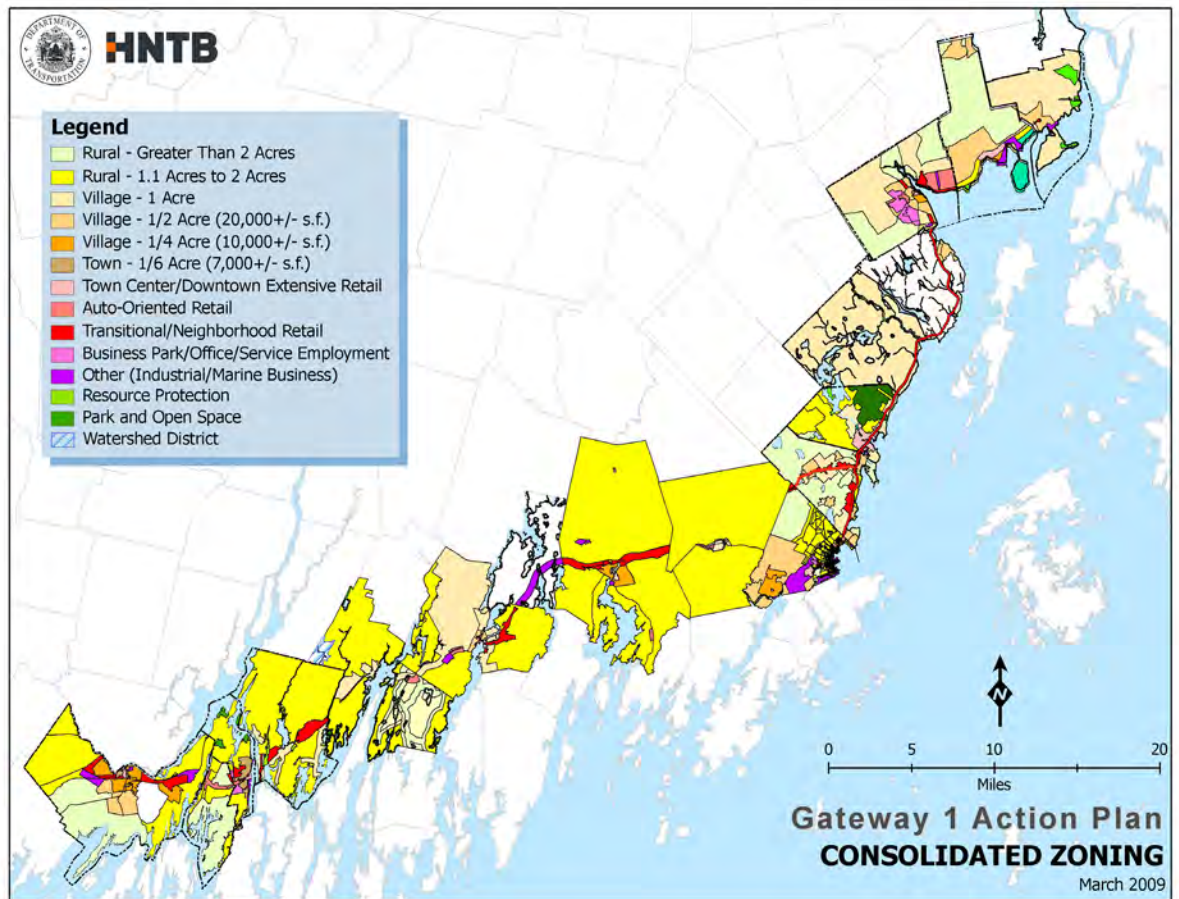 DEPARTMENT OF
TRANSPORTATION
HNTB
Legend
Rural - Greater Than 2 Acres
Rural - 1.1 Acres to 2 Acres
Village - 1 Acre
Village - 1/2 Acre (20,000+/- s.f.)
Village - 1/4 Acre (10,000+/- s.f.)
Town - 1/6 Acre (7,000+/- s.f.)
Town Center/Downtown Extensive Retail
Auto-Oriented Retail
Transitional/Neighborhood Retail
Business Park/Office/Service Employment
Other (Industrial/Marine Business)
Resource Protection
Park and Open Space
Watershed District
N
0 5 10 20
Miles
Gateway 1 Action Plan
CONSOLIDATED ZONING
March 2009